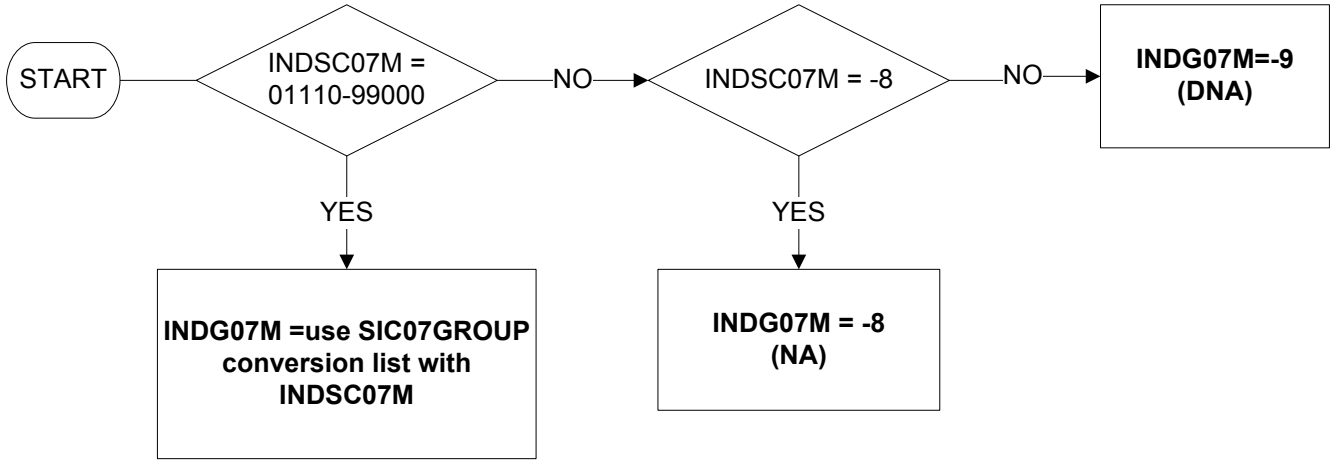 START
INDSC07M =
01110-99000
NO
INDSC07M = -8
NO
INDG07M=-9
(DNA)
YES
YES
INDG07M =use SIC07GROUP
conversion list with
INDSC07M
INDG07M = -8
(NA)